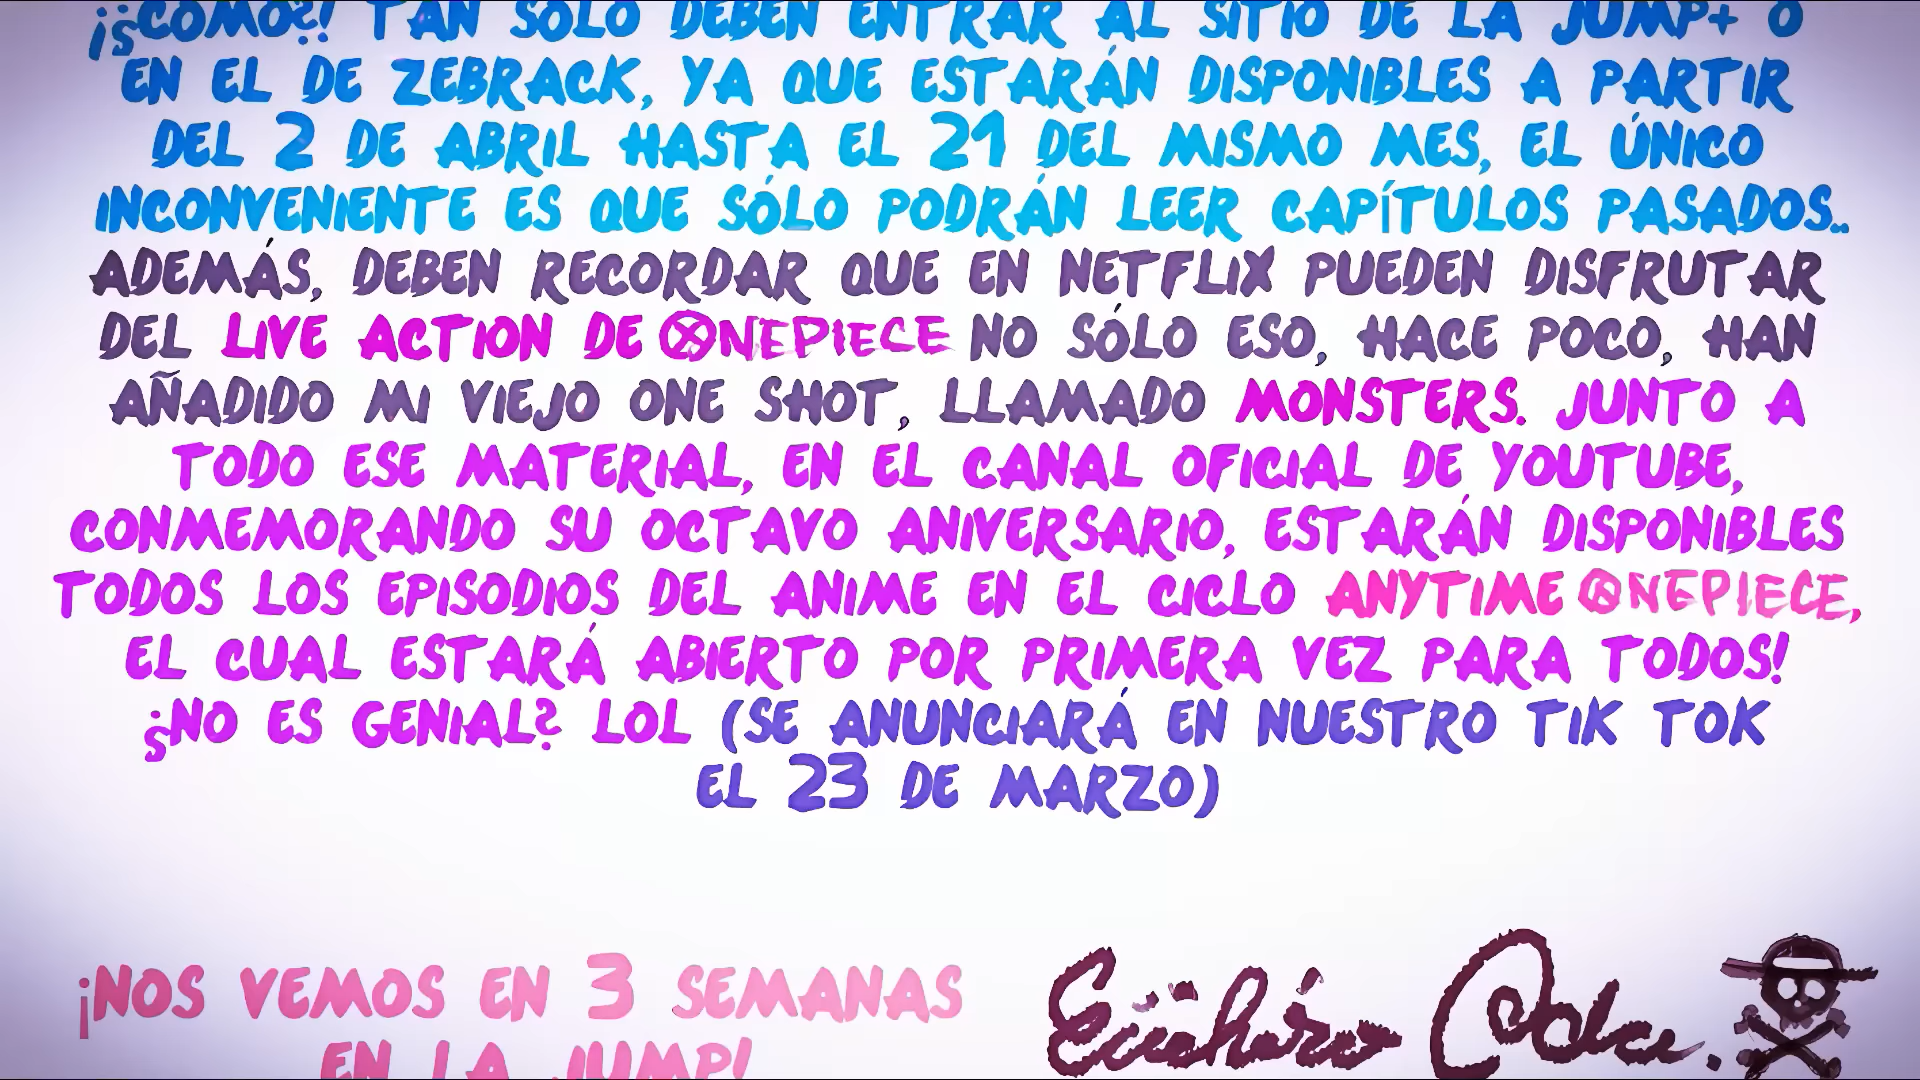 ¡¿CÓMO?! TAN SÓLO DEBEN ENTRAR AL SITIO DE LA JUMP+ O
EN EL DE ZEBRACK, YA QUE ESTARÁN DISPONIBLES A PARTIR
DEL 2 DE ABRIL HASTA EL 21 DEL MISMO MES, EL ÚNICO
INCONVENIENTE ES QUE SÓLO PODRÁN LEER CAPÍTULOS PASADOS..
ADEMÁS, DEBEN RECORDAR QUE EN NETFLIX PUEDEN DISFRUTAR
DEL LIVE ACTION DE ONEPIECE NO SÓLO ESO, HACE POCO, HAN
AÑADIDO MI VIEJO ONE SHOT, LLAMADO MONSTERS. JUNTO A
TODO ESE MATERIAL, EN EL CANAL OFICIAL DE YOUTUBE,
CONMEMORANDO SU OCTAVO ANIVERSARIO, ESTARÁN DISPONIBLES
TODOS LOS EPISODIOS DEL ANIME EN EL CICLO ANYTIME ONEPIECE,
EL CUAL ESTARÁ ABIERTO POR PRIMERA VEZ PARA TODOS!
¿NO ES GENIAL? LOL (SE ANUNCIARÁ EN NUESTRO TIK TOK
EL 23 DE MARZO)
¡NOS VEMOS EN 3 SEMANAS
EN LA JUMP!
Eiichiro Oda.